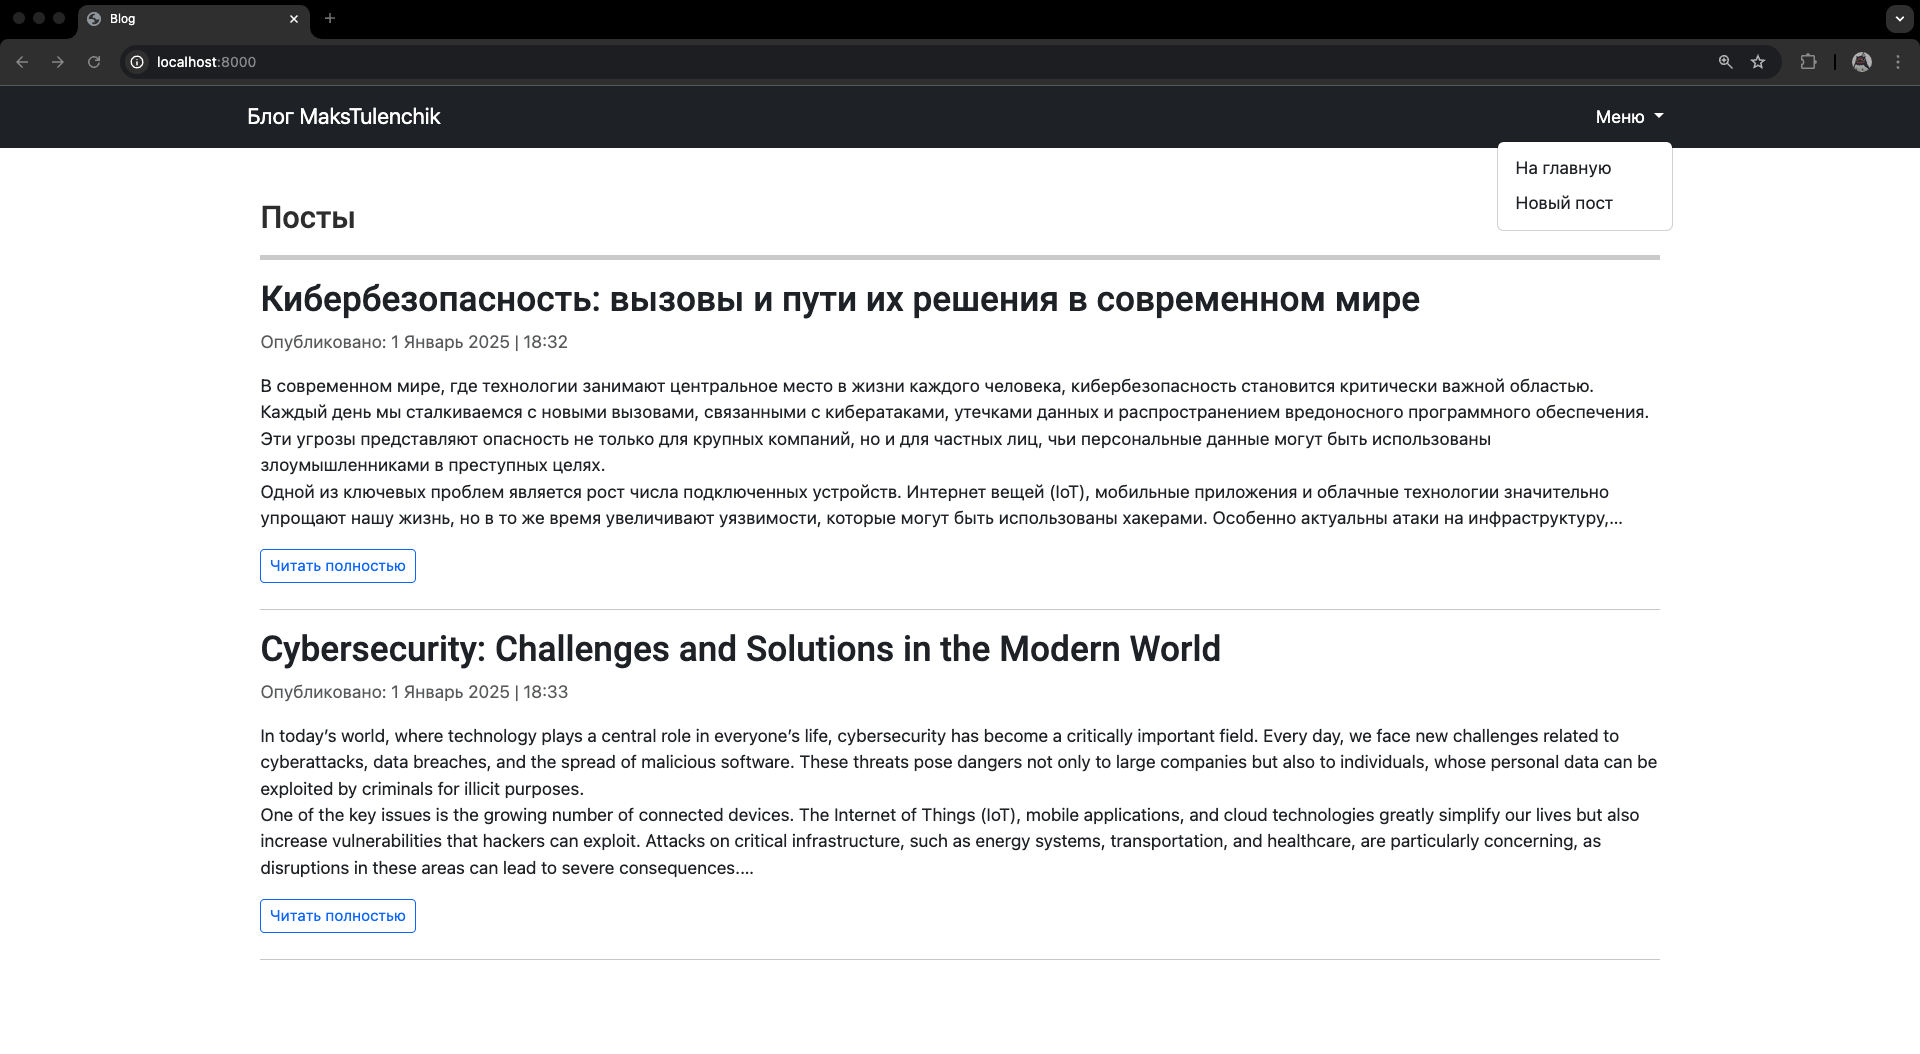 Blog
localhost:8000
Блог MaksTulenchik
Меню
На главную
Новый пост
Посты
Кибербезопасность: вызовы и пути их решения в современном мире
Опубликовано: 1 Январь 2025 | 18:32
В современном мире, где технологии занимают центральное место в жизни каждого человека, кибербезопасность становится критически важной областью.
Каждый день мы сталкиваемся с новыми вызовами, связанными с кибератаками, утечками данных и распространением вредоносного программного обеспечения.
Эти угрозы представляют опасность не только для крупных компаний, но и для частных лиц, чьи персональные данные могут быть использованы
злоумышленниками в преступных целях.
Одной из ключевых проблем является рост числа подключенных устройств. Интернет вещей (IoT), мобильные приложения и облачные технологии значительно
упрощают нашу жизнь, но в то же время увеличивают уязвимости, которые могут быть использованы хакерами. Особенно актуальны атаки на инфраструктуру,...
Читать полностью
Cybersecurity: Challenges and Solutions in the Modern World
Опубликовано: 1 Январь 2025 | 18:33
In today’s world, where technology plays a central role in everyone’s life, cybersecurity has become a critically important field. Every day, we face new challenges related to
cyberattacks, data breaches, and the spread of malicious software. These threats pose dangers not only to large companies but also to individuals, whose personal data can be
exploited by criminals for illicit purposes.
One of the key issues is the growing number of connected devices. The Internet of Things (IoT), mobile applications, and cloud technologies greatly simplify our lives but also
increase vulnerabilities that hackers can exploit. Attacks on critical infrastructure, such as energy systems, transportation, and healthcare, are particularly concerning, as
disruptions in these areas can lead to severe consequences....
Читать полностью